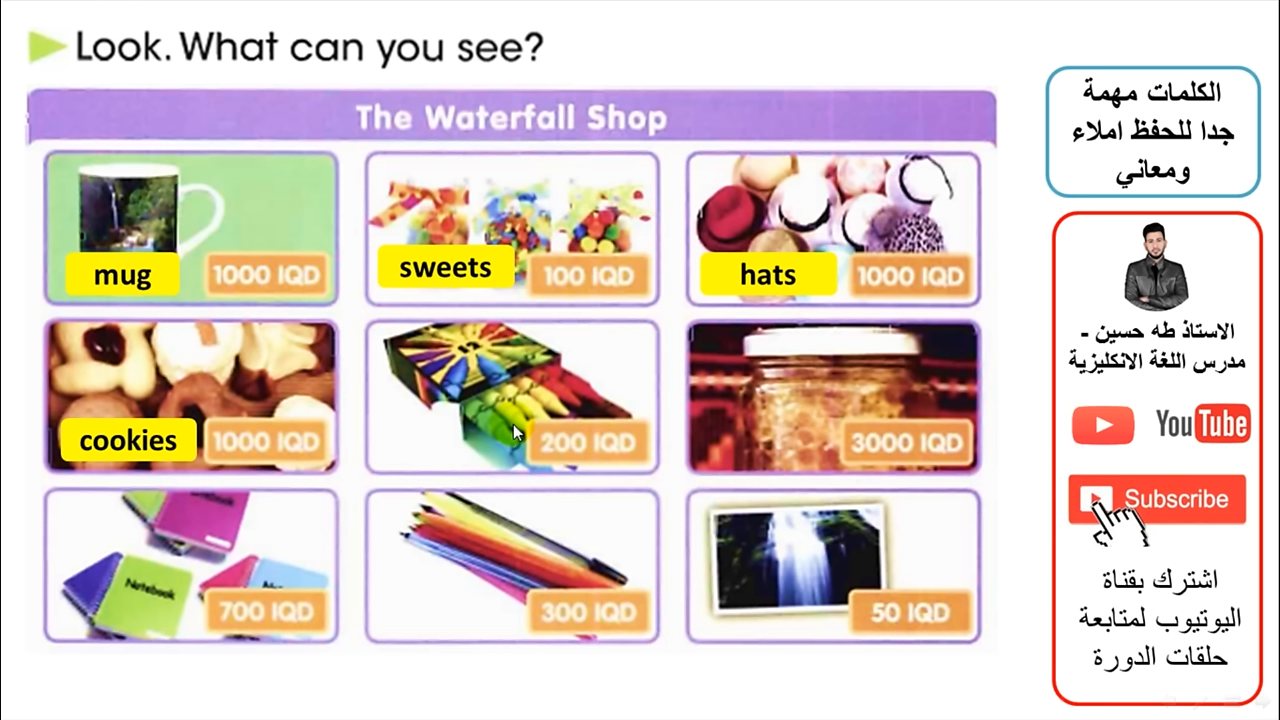 Look. What can you see?
The Waterfall Shop
mug
1000 IQD
sweets
100 IQD
hats
1000 IQD
cookies
1000 IQD
200 IQD
3000 IQD
Notebook
Notebook
700 IQD
300 IQD
50 IQD
الكلمات مهمة
جدا للحفظ املاء
ومعاني
الاستاذ طه حسين -
مدرس اللغة الانكليزية
YouTube
Subscribe
اشترك بقناة
اليوتيوب لمتابعة
حلقات الدورة